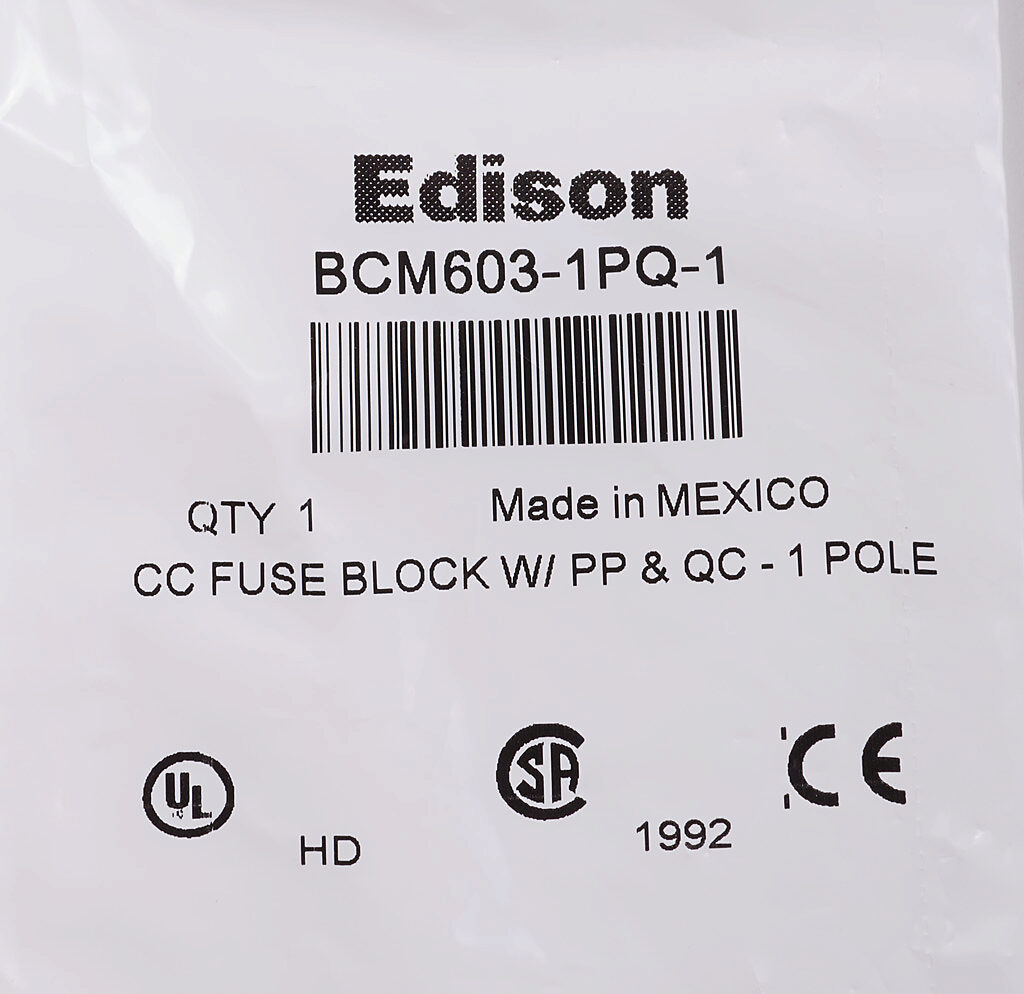 Edison
BCM603-1PQ-1
QTY 1 Made in MEXICO
CC FUSE BLOCK W/ PP & QC - 1 POLE
UL SA CE
HD 1992